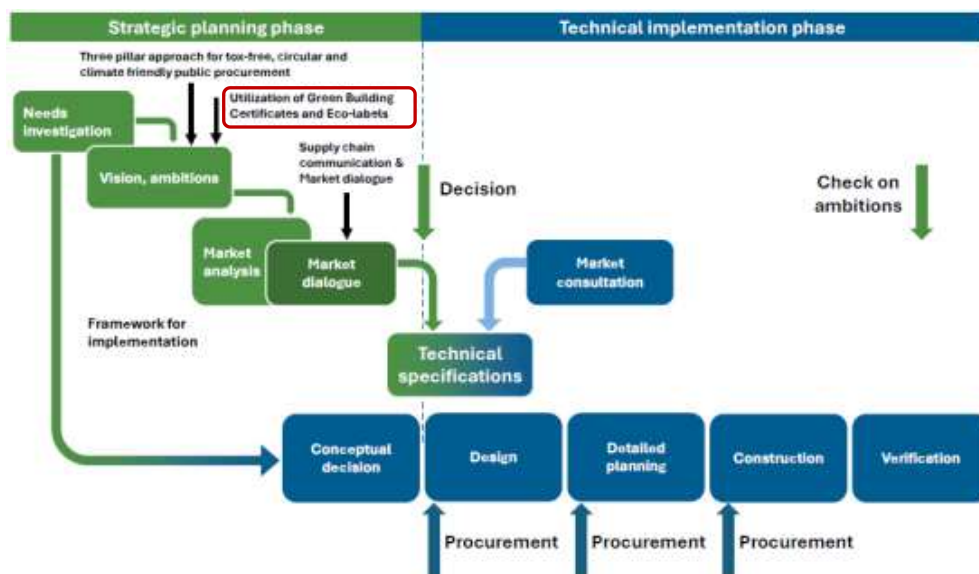 Strategic planning phase
Technical implementation phase
Three pillar approach for tox-free, circular and
climate friendly public procurement
Utilization of Green Building
Certificates and Eco-labels
Needs
investigation
Vision, ambitions
Supply chain
communication &
Market dialogue
Decision
Check on
ambitions
Market
analysis
Market
dialogue
Market
consultation
Framework for
implementation
Technical
specifications
Conceptual
decision
Design
Detailed
planning
Construction
Verification
Procurement
Procurement
Procurement